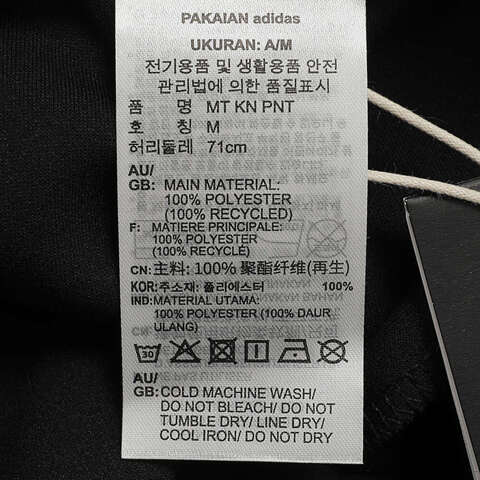 PAKAIAN adidas
UKURAN: A/M
전기용품 및 생활용품 안전
관리법에 의한 품질표시
품 명 MT KN PNT
호 칭 M
허리둘레 71cm
AU/
GB: MAIN MATERIAL:
100% POLYESTER
(100% RECYCLED)
F: MATIERE PRINCIPALE:
100% POLYESTER
(100% RECYCLÉ)
CN: 主料: 100% 聚酯纤维(再生)
KOR: 주소재: 폴리에스터 100%
IND: MATERIAL UTAMA:
100% POLYESTER (100% DAUR
ULANG)
30
AU/
GB: COLD MACHINE WASH/
DO NOT BLEACH/ DO NOT
TUMBLE DRY/ LINE DRY/
COOL IRON/ DO NOT DRY